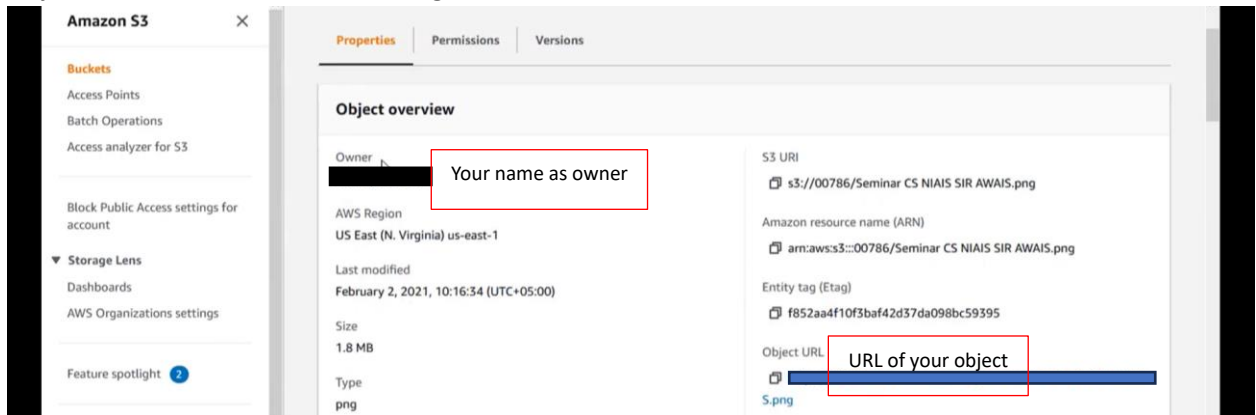 Amazon S3
Buckets
Access Points
Batch Operations
Access analyzer for S3
Block Public Access settings for
account
Storage Lens
Dashboards
AWS Organizations settings
Feature spotlight 2
Properties
Permissions
Versions
Object overview
Owner
Your name as owner
AWS Region
US East (N. Virginia) us-east-1
Last modified
February 2, 2021, 10:16:34 (UTC+05:00)
Size
1.8 MB
Type
png
S3 URI
s3://00786/Seminar CS NIAIS SIR AWAIS.png
Amazon resource name (ARN)
arn:aws:s3:::00786/Seminar CS NIAIS SIR AWAIS.png
Entity tag (Etag)
f852aa4f10f3baf42d37da098bc59395
Object URL
URL of your object
S.png